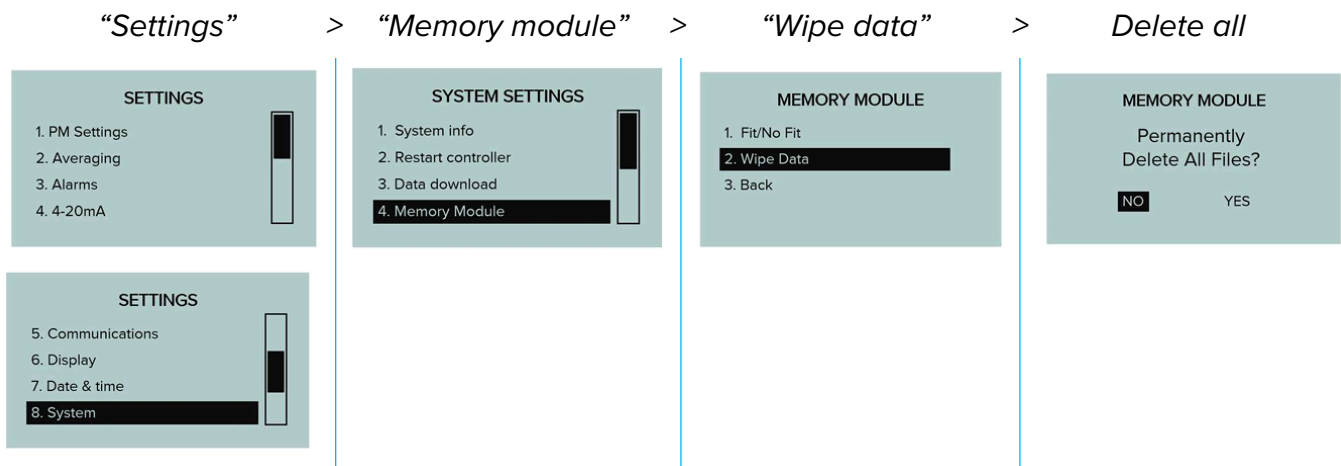 “Settings” > “Memory module” > “Wipe data” > Delete all
SETTINGS
1. PM Settings
2. Averaging
3. Alarms
4. 4-20mA
SETTINGS
5. Communications
6. Display
7. Date & time
8. System
SYSTEM SETTINGS
1. System info
2. Restart controller
3. Data download
4. Memory Module
MEMORY MODULE
1. Fit/No Fit
2. Wipe Data
3. Back
MEMORY MODULE
Permanently
Delete All Files?
NO YES